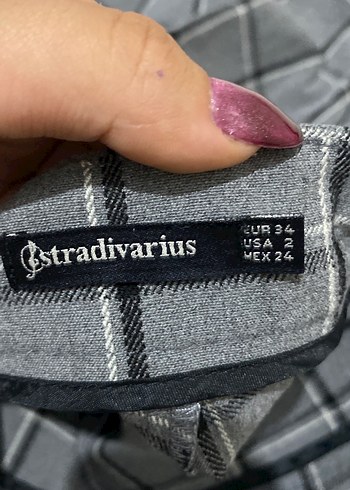 stradivarius
EUR 34
USA 2
MEX 24